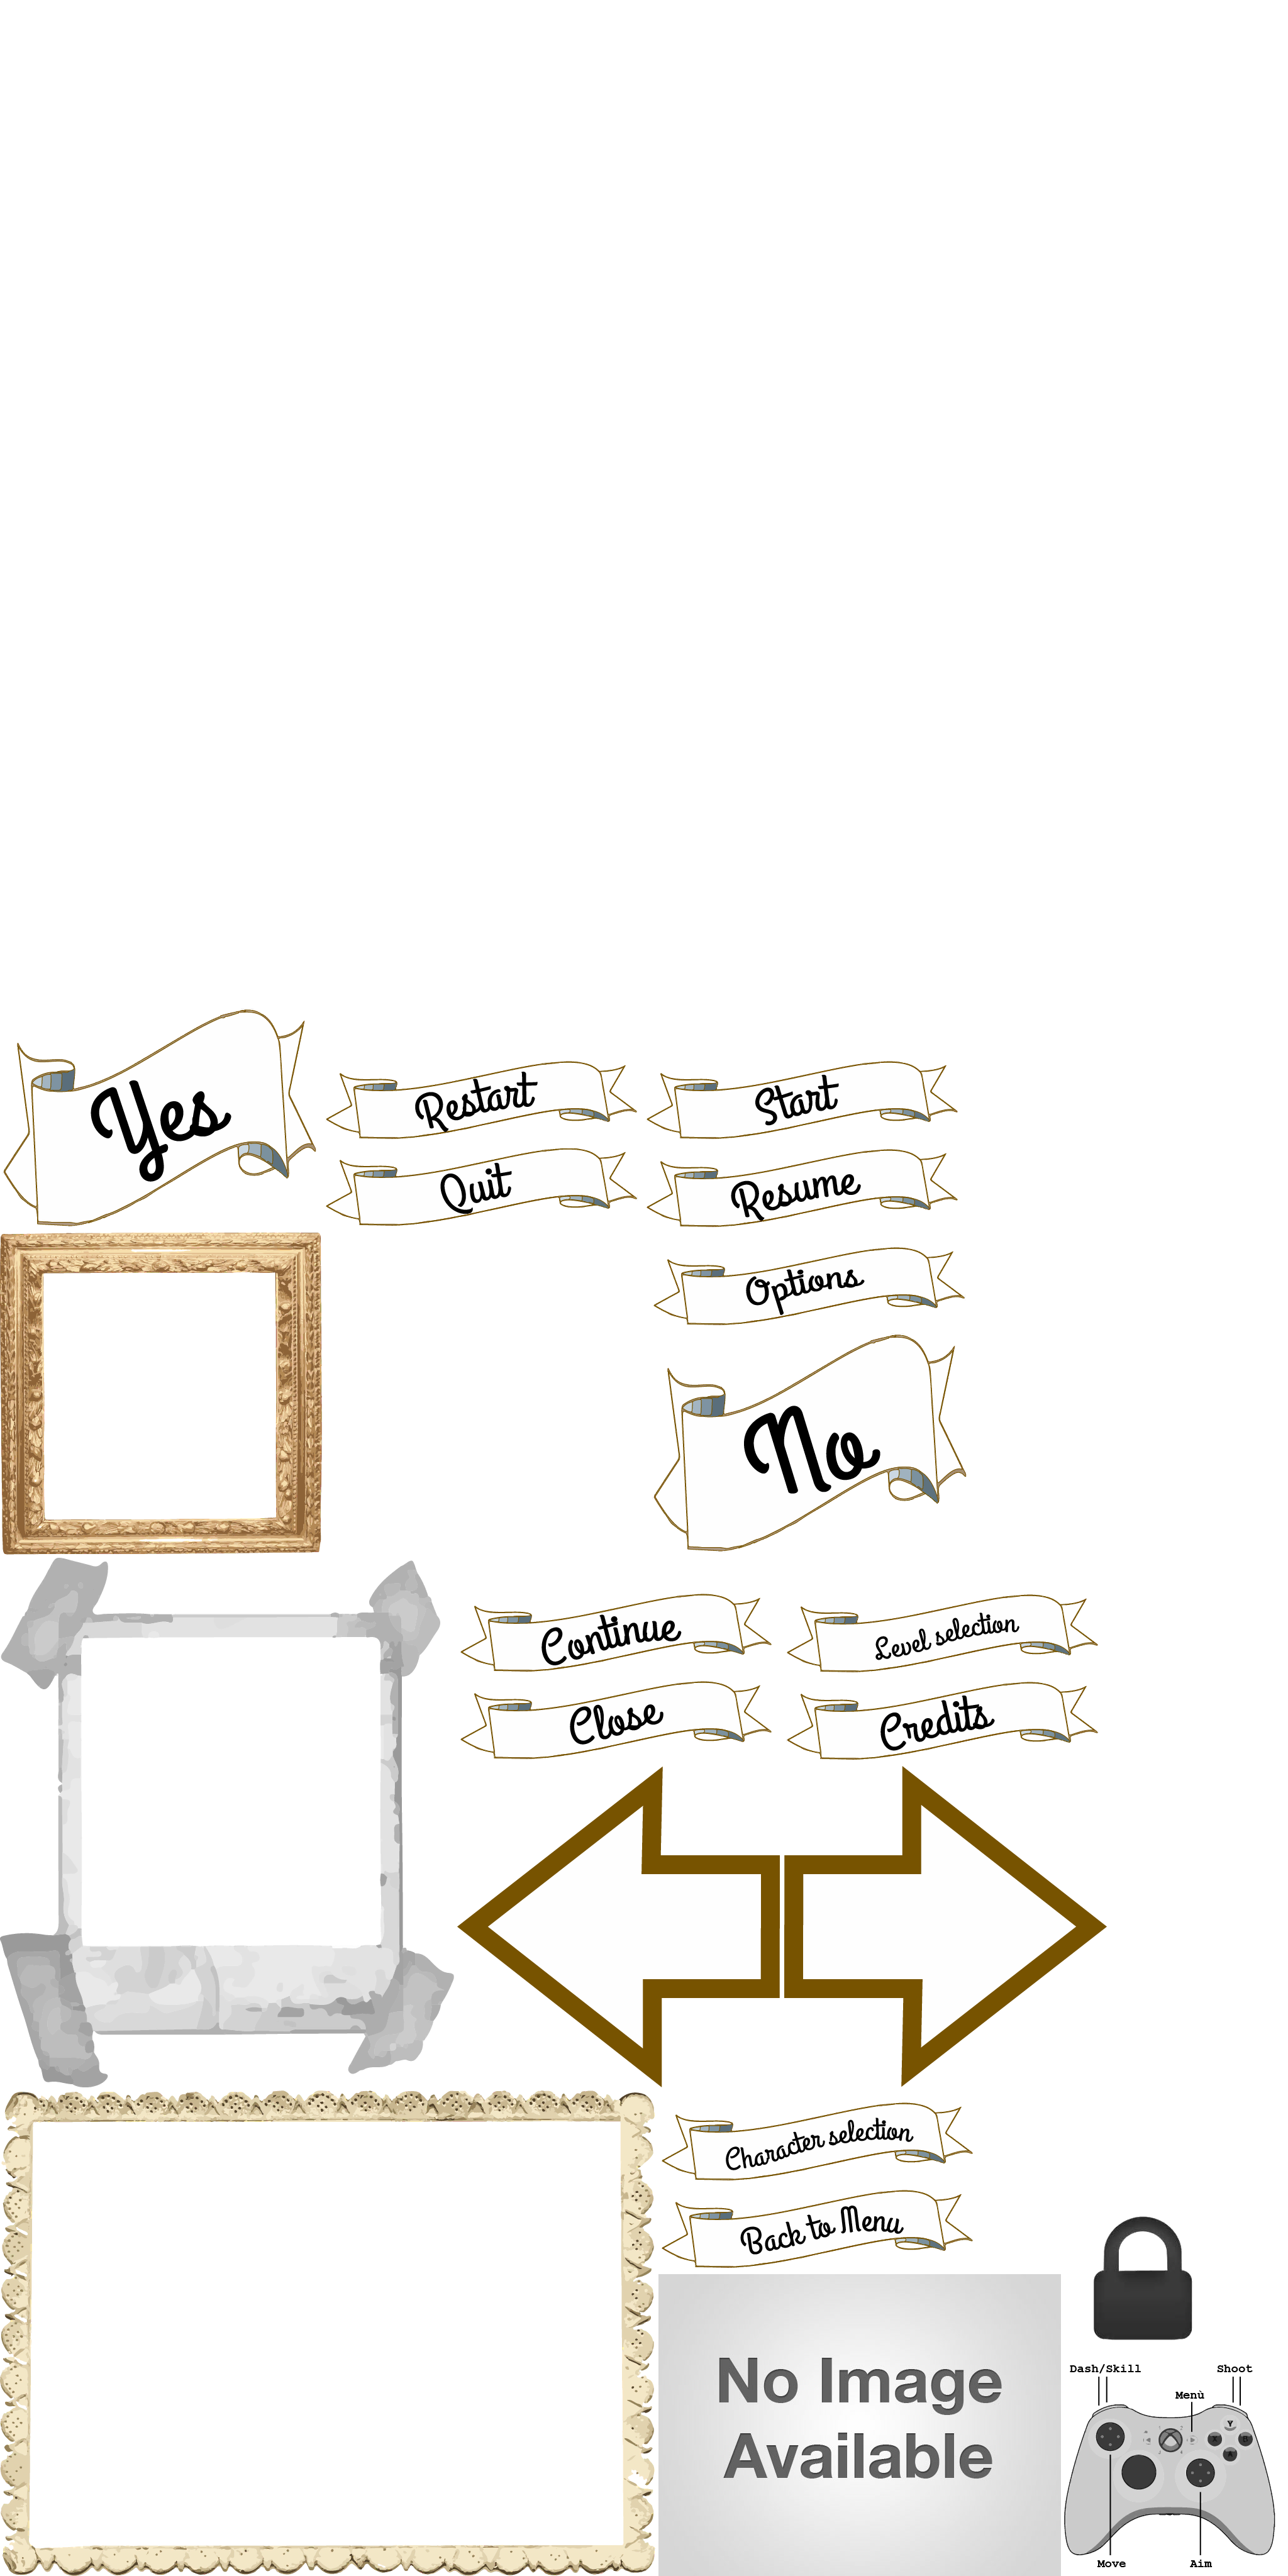 Yes
Restart
Start
Quit
Resume
Options
No
Continue
Level selection
Close
Credits
Character selection
Back to Menu
No Image
Available
Dash/Skill
Shoot
Menù
Y
X
B
A
Move
Aim